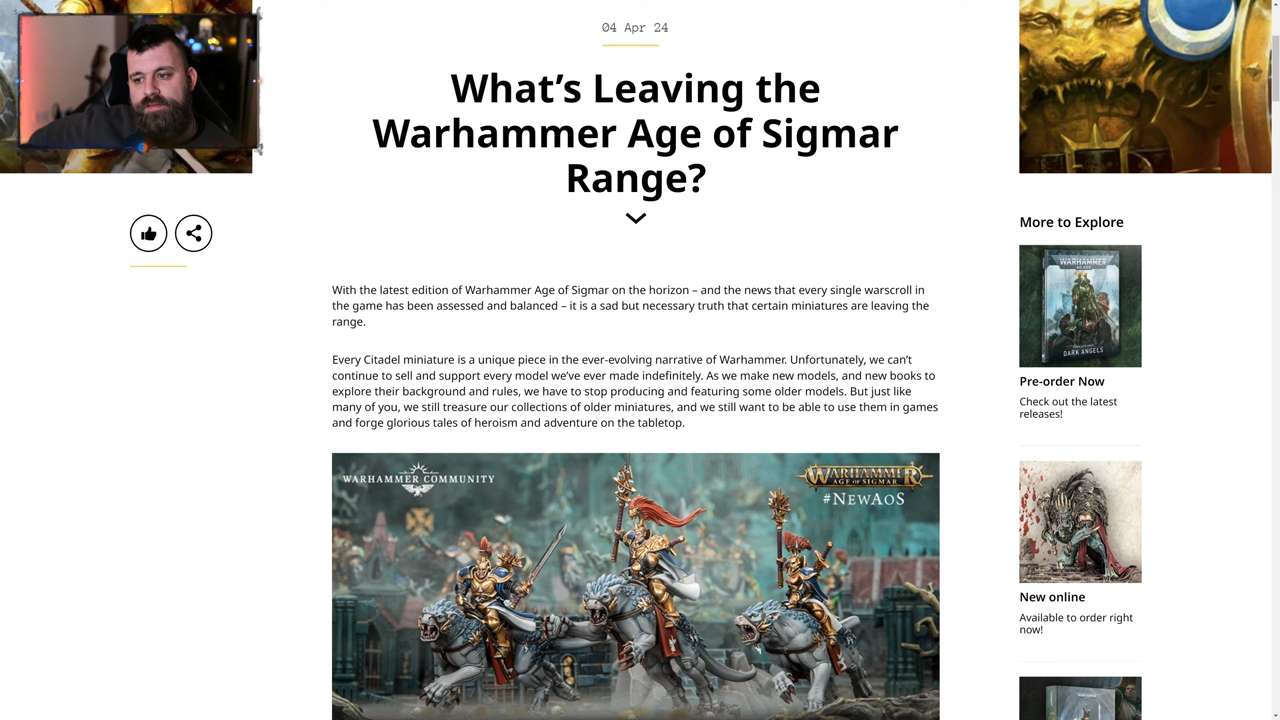 04 Apr 24
What’s Leaving the
Warhammer Age of Sigmar
Range?
With the latest edition of Warhammer Age of Sigmar on the horizon – and the news that every single warscroll in
the game has been assessed and balanced – it is a sad but necessary truth that certain miniatures are leaving the
range.
Every Citadel miniature is a unique piece in the ever-evolving narrative of Warhammer. Unfortunately, we can’t
continue to sell and support every model we’ve ever made indefinitely. As we make new models, and new books to
explore their background and rules, we have to stop producing and featuring some older models. But just like
many of you, we still treasure our collections of older miniatures, and we still want to be able to use them in games
and forge glorious tales of heroism and adventure on the tabletop.
WARHAMMER COMMUNITY
WARHAMMER
AGE OF SIGMAR
#NEWAOS
More to Explore
WARHAMMER
DARK ANGELS
Pre-order Now
Check out the latest
releases!
New online
Available to order right
now!